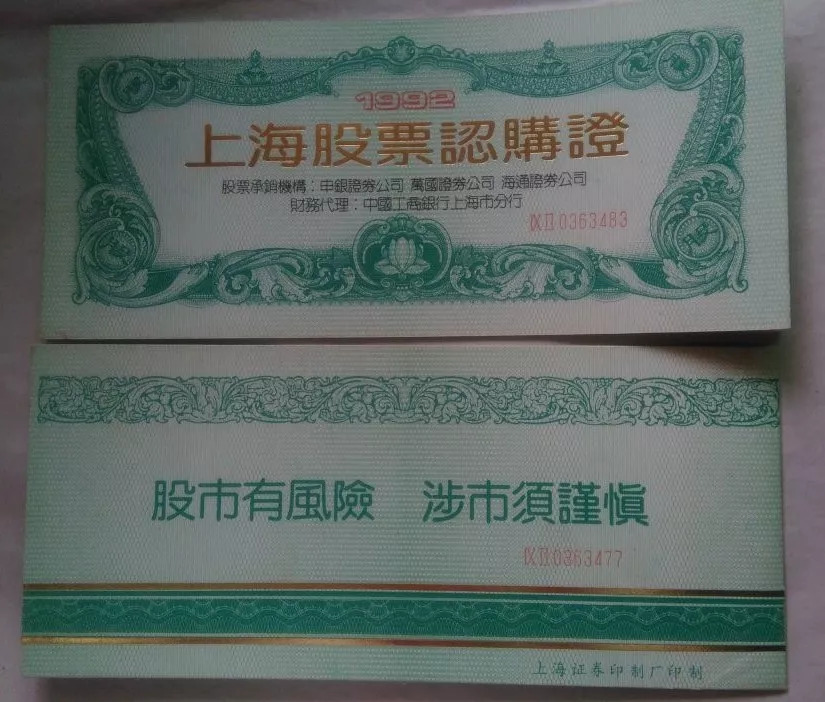 1992
上海股票認購證
股票承銷機構：申銀證券公司 萬國證券公司 海通證券公司
財務代理：中國工商銀行上海市分行
IXII0363483
股市有風險 涉市須謹慎
IXII0363477
上海证券印制厂印制